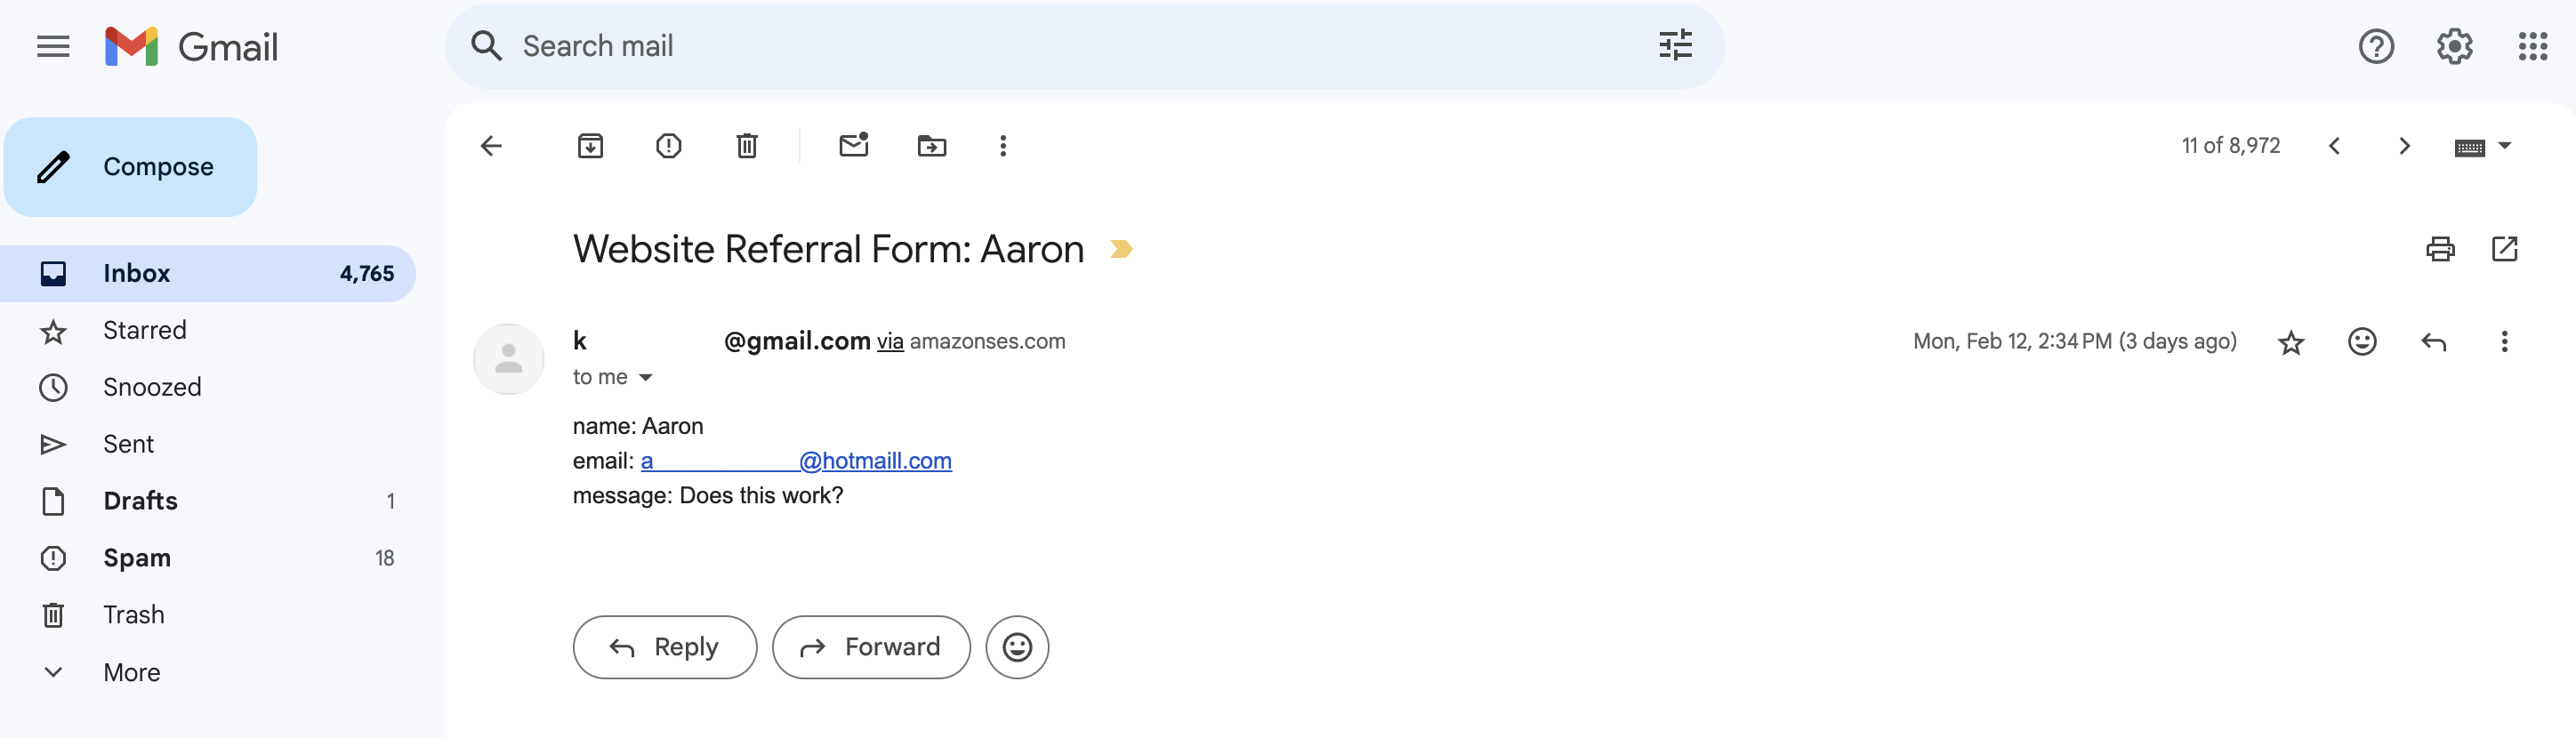 Gmail
Search mail
Compose
11 of 8,972
Inbox 4,765
Starred
Snoozed
Sent
Drafts 1
Spam 18
Trash
More
Website Referral Form: Aaron
k @gmail.com via amazonses.com
Mon, Feb 12, 2:34 PM (3 days ago)
to me
name: Aaron
email: a @hotmaill.com
message: Does this work?
Reply
Forward